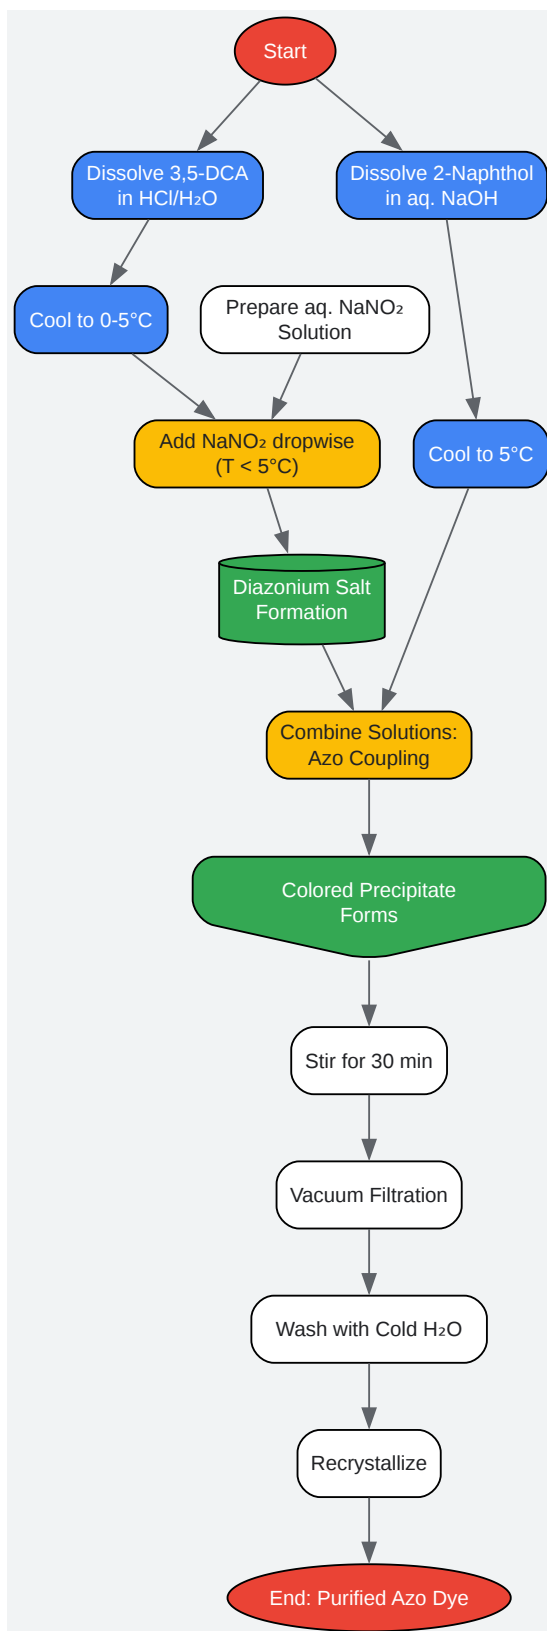 Start
Dissolve 3,5-DCA
in HCl/H₂O
Dissolve 2-Naphthol
in aq. NaOH
Cool to 0-5°C
Prepare aq. NaNO₂
Solution
Add NaNO₂ dropwise
(T < 5°C)
Cool to 5°C
Diazonium Salt
Formation
Combine Solutions:
Azo Coupling
Colored Precipitate
Forms
Stir for 30 min
Vacuum Filtration
Wash with Cold H₂O
Recrystallize
End: Purified Azo Dye